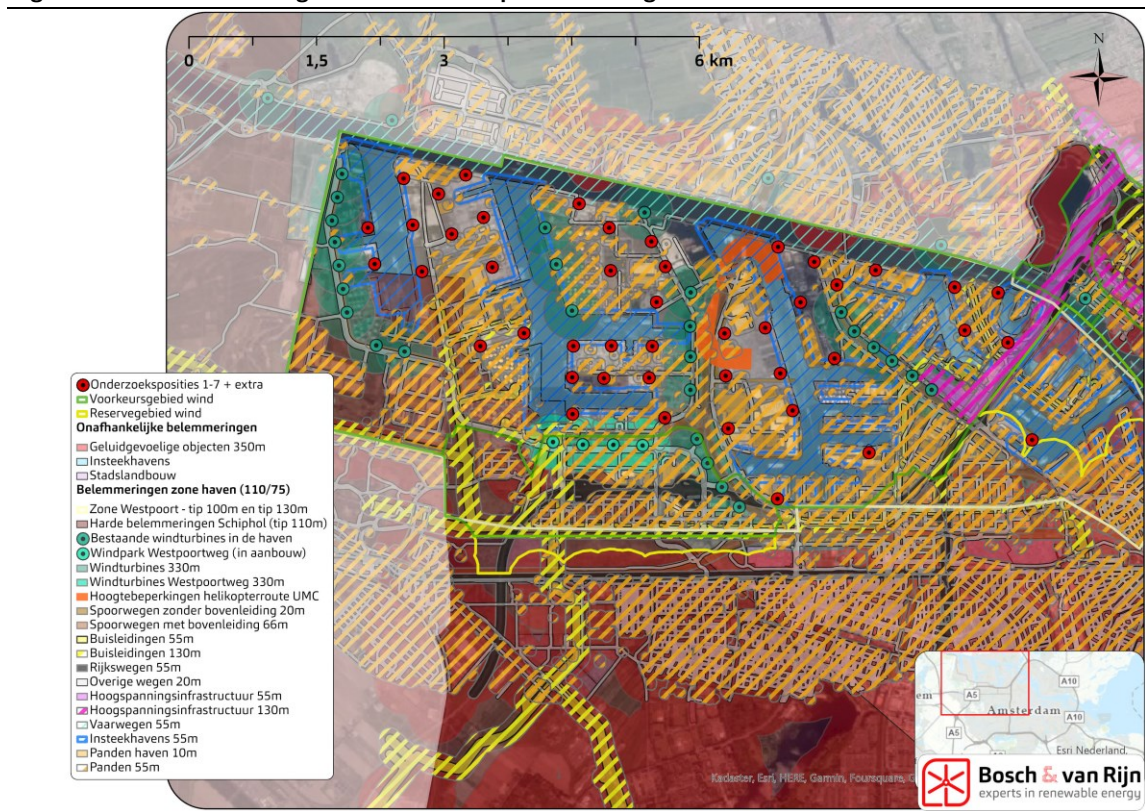 N
0 1,5 3 6 km
Onderzoeksposities 1-7 + extra
Voorkeursgebied wind
Reservegebied wind
Onafhankelijke belemmeringen
Geluidgevoelige objecten 350m
Insteekhavens
Stadslandbouw
Belemmeringen zone haven (110/75)
Zone Westpoort - tip 100m en tip 130m
Harde belemmeringen Schiphol (tip 110m)
Bestaande windturbines in de haven
Windpark Westpoortweg (in aanbouw)
Windturbines 330m
Windturbines Westpoortweg 330m
Hoogtebeperkingen helikopterroute UMC
Spoorwegen zonder bovenleiding 20m
Spoorwegen met bovenleiding 66m
Buisleidingen 55m
Buisleidingen 130m
Rijkswegen 55m
Overige wegen 20m
Hoogspanningsinfrastructuur 55m
Hoogspanningsinfrastructuur 130m
Vaarwegen 55m
Insteekhavens 55m
Panden haven 10m
Panden 55m
A10
em
A5
Amsterdam
A10
A5
Esri Nederland,
Kadaster, Esri, HERE, Garmin, Foursquare, G
Bosch & van Rijn
experts in renewable energy